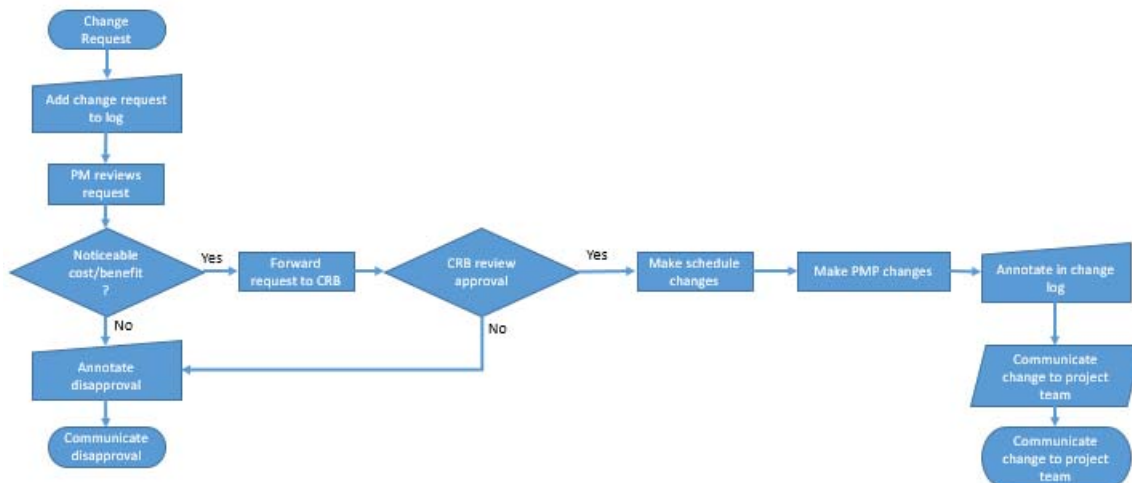 Change
Request
Add change request
to log
PM reviews
request
Noticeable
cost/benefit
?
Yes
No
Forward
request to CRB
CRB review
approval
Yes
No
Make schedule
changes
Make PMP changes
Annotate in change
log
Communicate
change to project
team
Communicate
change to project
team
Annotate
disapproval
Communicate
disapproval